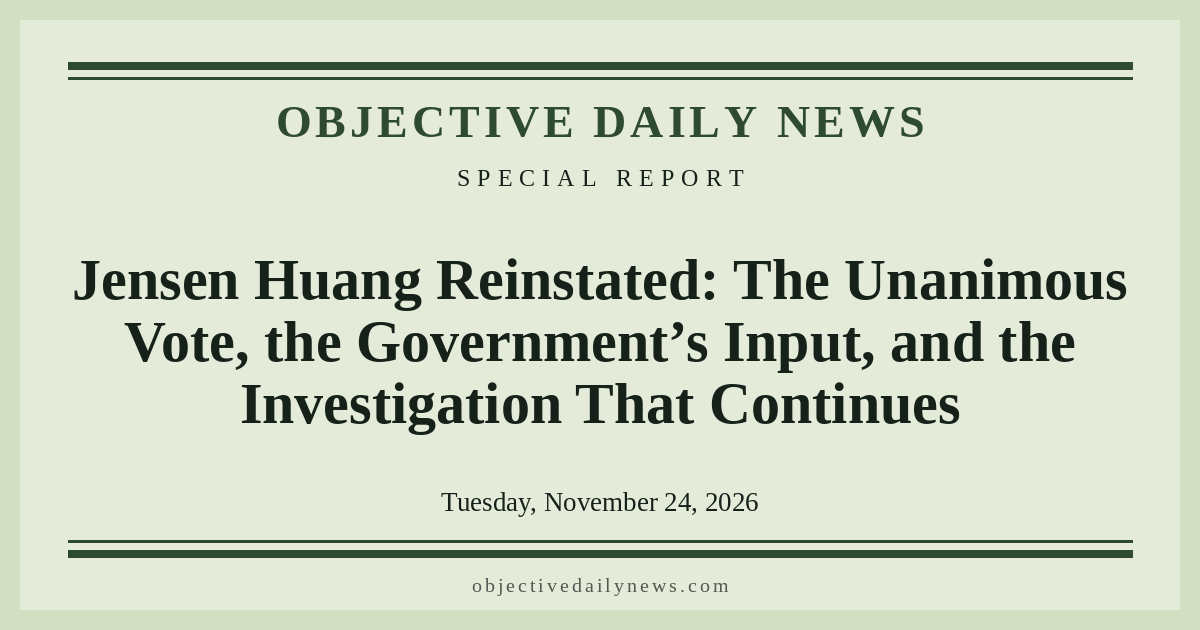 OBJECTIVE DAILY NEWS
SPECIAL REPORT
Jensen Huang Reinstated: The Unanimous
Vote, the Government’s Input, and the
Investigation That Continues
Tuesday, November 24, 2026
objectivedailynews.com